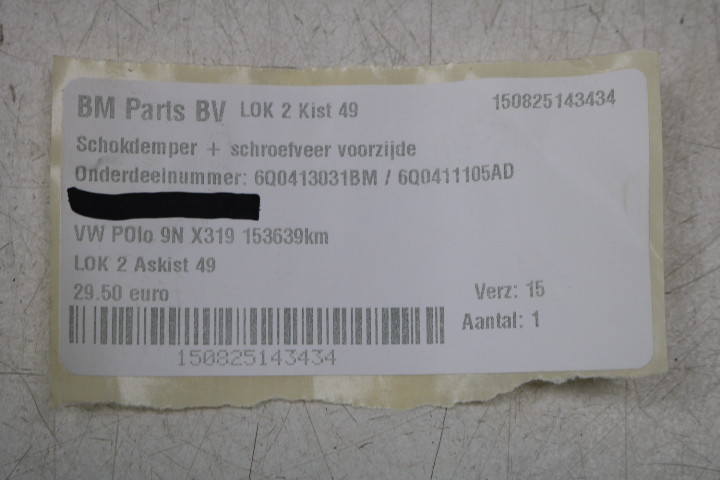 BM Parts BV LOK 2 Kist 49 150825143434
Schokdemper + schroefveer voorzijde
Onderdeelnummer: 6Q0413031BM / 6Q0411105AD
VW POlo 9N X319 153639km
LOK 2 Askist 49
29.50 euro Verz: 15
Aantal: 1
150825143434